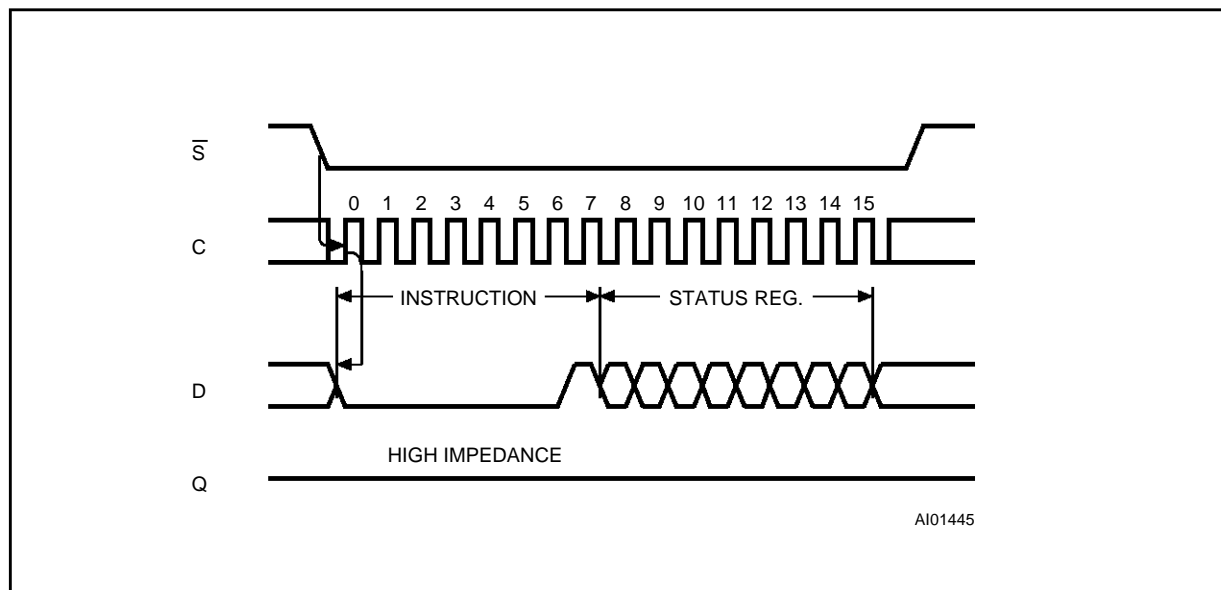 S̅
0 1 2 3 4 5 6 7 8 9 10 11 12 13 14 15
C
INSTRUCTION STATUS REG.
D
HIGH IMPEDANCE
Q
AI01445